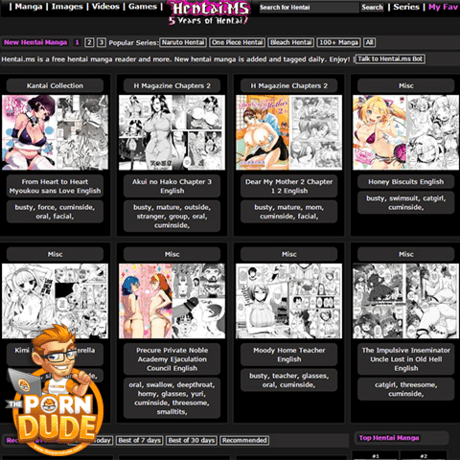 | Manga | Images | Videos | Games |
Hentai.MS
5 Years of Hentai!
Search for Hentai
Search
| Series | My Fav
New Hentai Manga 1 2 3 Popular Series: Naruto Hentai One Piece Hentai Bleach Hentai 100+ Manga All
Hentai.ms is a free hentai manga reader and more. New hentai manga is added and tagged daily. Enjoy! | Talk to Hentai.ms Bot
Kantai Collection
From Heart to Heart
Myoukou sans Love English
busty, force, cuminside,
oral, facial,
H Magazine Chapters 2
Akui no Hako Chapter 3
English
busty, mature, outside,
stranger, group, oral,
cuminside,
H Magazine Chapters 2
Dear My Mother 2 Chapter
1 2 English
busty, mature, mom,
cuminside, facial,
Misc
Honey Biscuits English
busty, swimsuit, catgirl,
cuminside,
Misc
Misc
Precure Private Noble
Academy Ejaculation
Council English
oral, swallow, deepthroat,
horny, glasses, yuri,
cuminside, threesome,
smalltits,
Misc
Moody Home Teacher
English
busty, teacher, glasses,
oral, cuminside,
Misc
The Impulsive Inseminator
Uncle Lost in Old Hell
English
catgirl, threesome,
cuminside,
THE
PORN
DUDE
Best of 7 days Best of 30 days Recommended
Top Hentai Manga
#1 #2